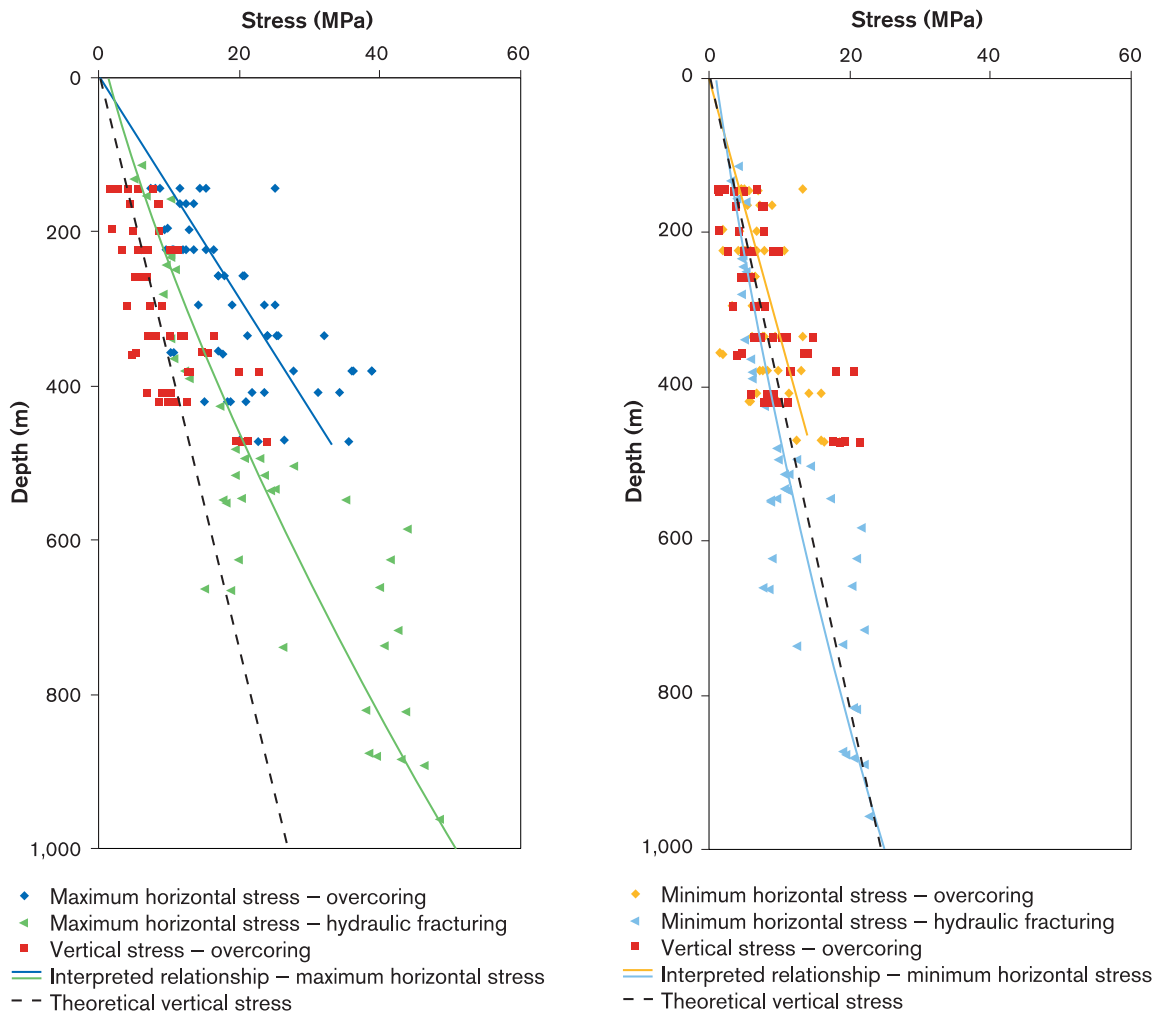 Stress (MPa)
0 20 40 60
0
200
400
600
800
1,000
Depth (m)
Maximum horizontal stress – overcoring
Maximum horizontal stress – hydraulic fracturing
Vertical stress – overcoring
Interpreted relationship – maximum horizontal stress
Theoretical vertical stress
Stress (MPa)
0 20 40 60
0
200
400
600
800
1,000
Depth (m)
Minimum horizontal stress – overcoring
Minimum horizontal stress – hydraulic fracturing
Vertical stress – overcoring
Interpreted relationship – minimum horizontal stress
Theoretical vertical stress